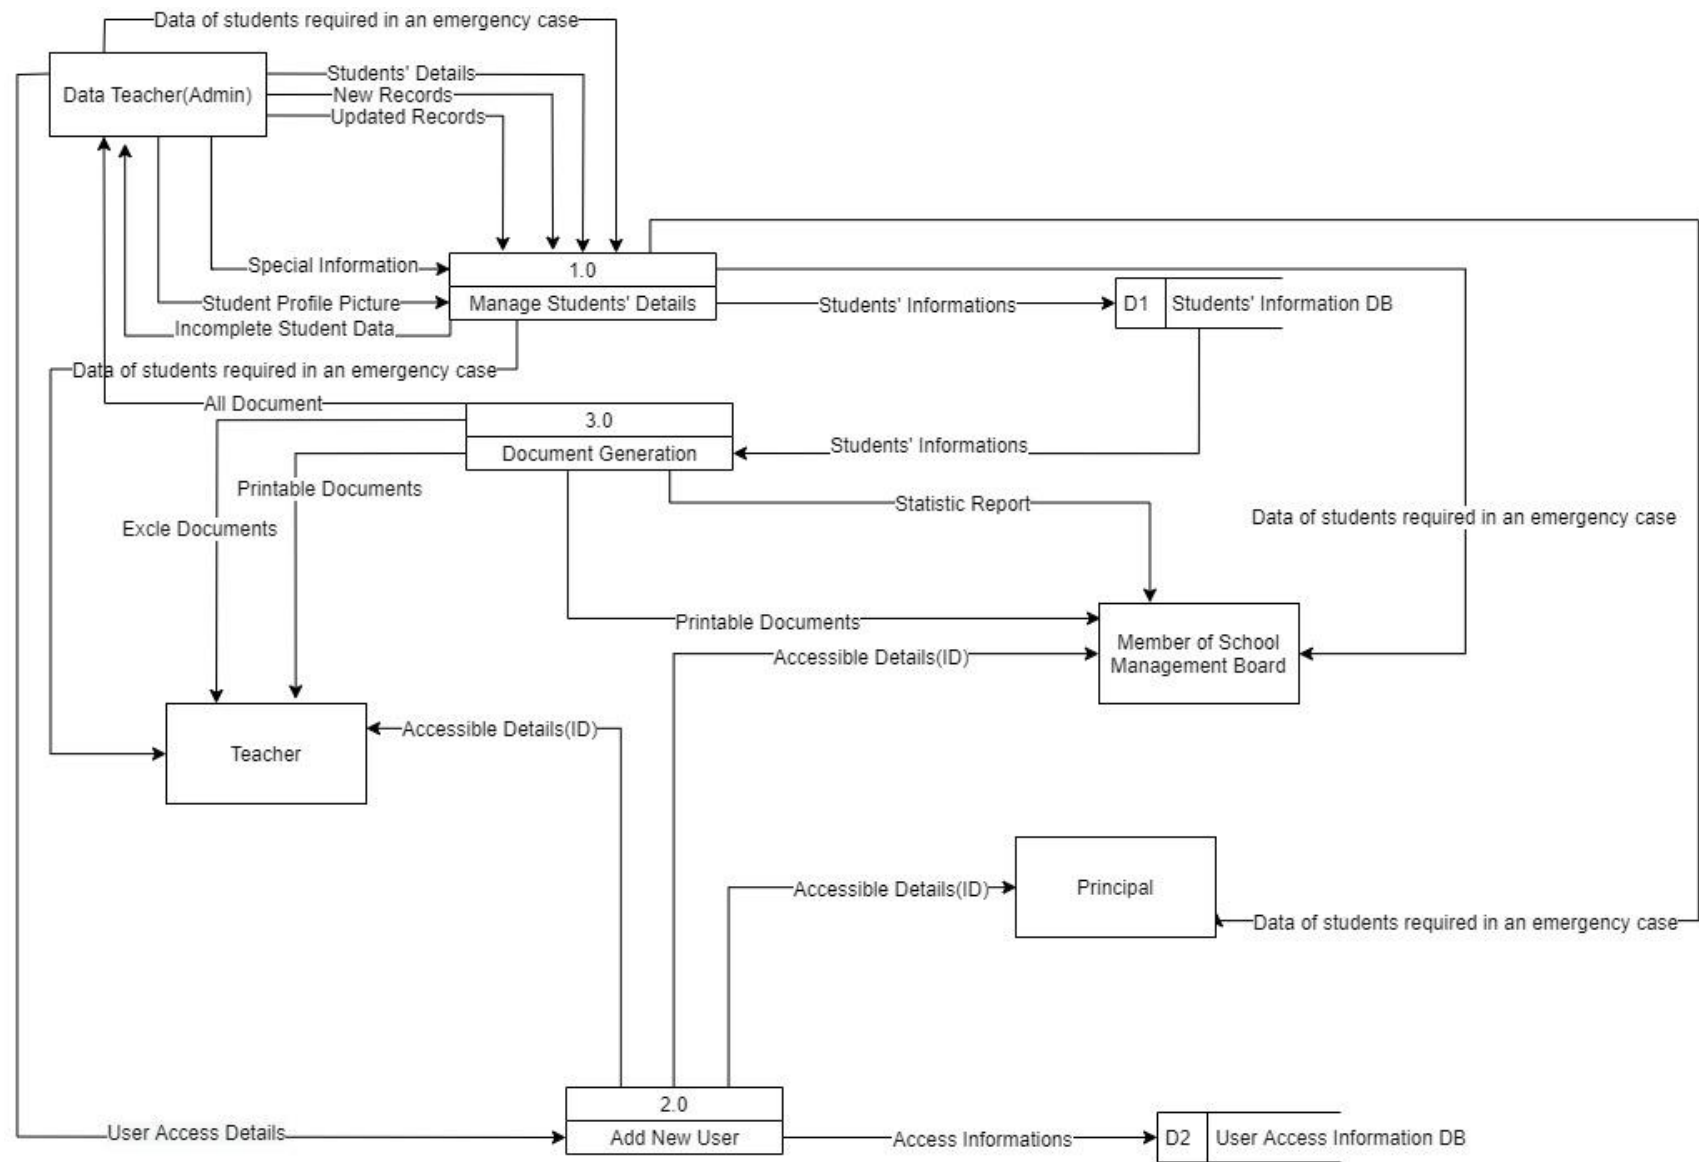 Data of students required in an emergency case
Data Teacher(Admin)
Students' Details
New Records
Updated Records
Special Information
1.0
Manage Students' Details
Student Profile Picture
Incomplete Student Data
Students' Informations
D1
Students' Information DB
Data of students required in an emergency case
All Document
3.0
Document Generation
Students' Informations
Printable Documents
Excle Documents
Statistic Report
Data of students required in an emergency case
Printable Documents
Accessible Details(ID)
Member of School
Management Board
Accessible Details(ID)
Teacher
Accessible Details(ID)
Principal
Data of students required in an emergency case
2.0
Add New User
User Access Details
Access Informations
D2
User Access Information DB